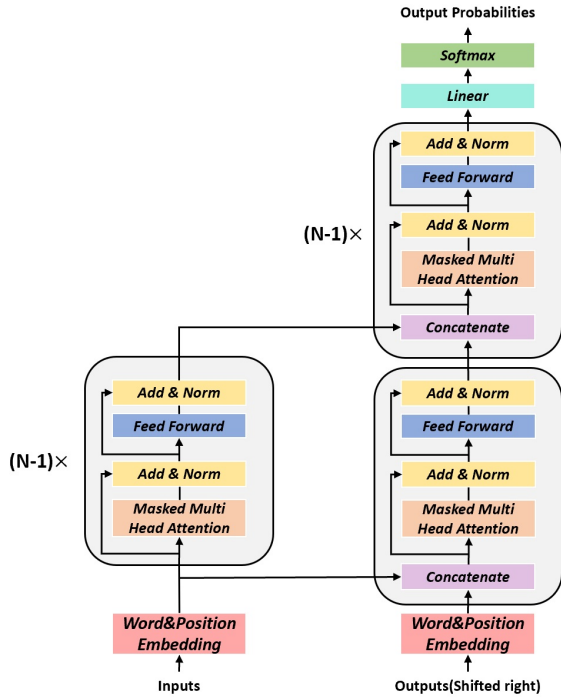 Output Probabilities
Softmax
Linear
Add & Norm
Feed Forward
(N-1)×
Add & Norm
Masked Multi
Head Attention
Concatenate
Add & Norm
Feed Forward
(N-1)×
Add & Norm
Masked Multi
Head Attention
Word&Position
Embedding
Inputs
Add & Norm
Feed Forward
Add & Norm
Masked Multi
Head Attention
Concatenate
Word&Position
Embedding
Outputs(Shifted right)